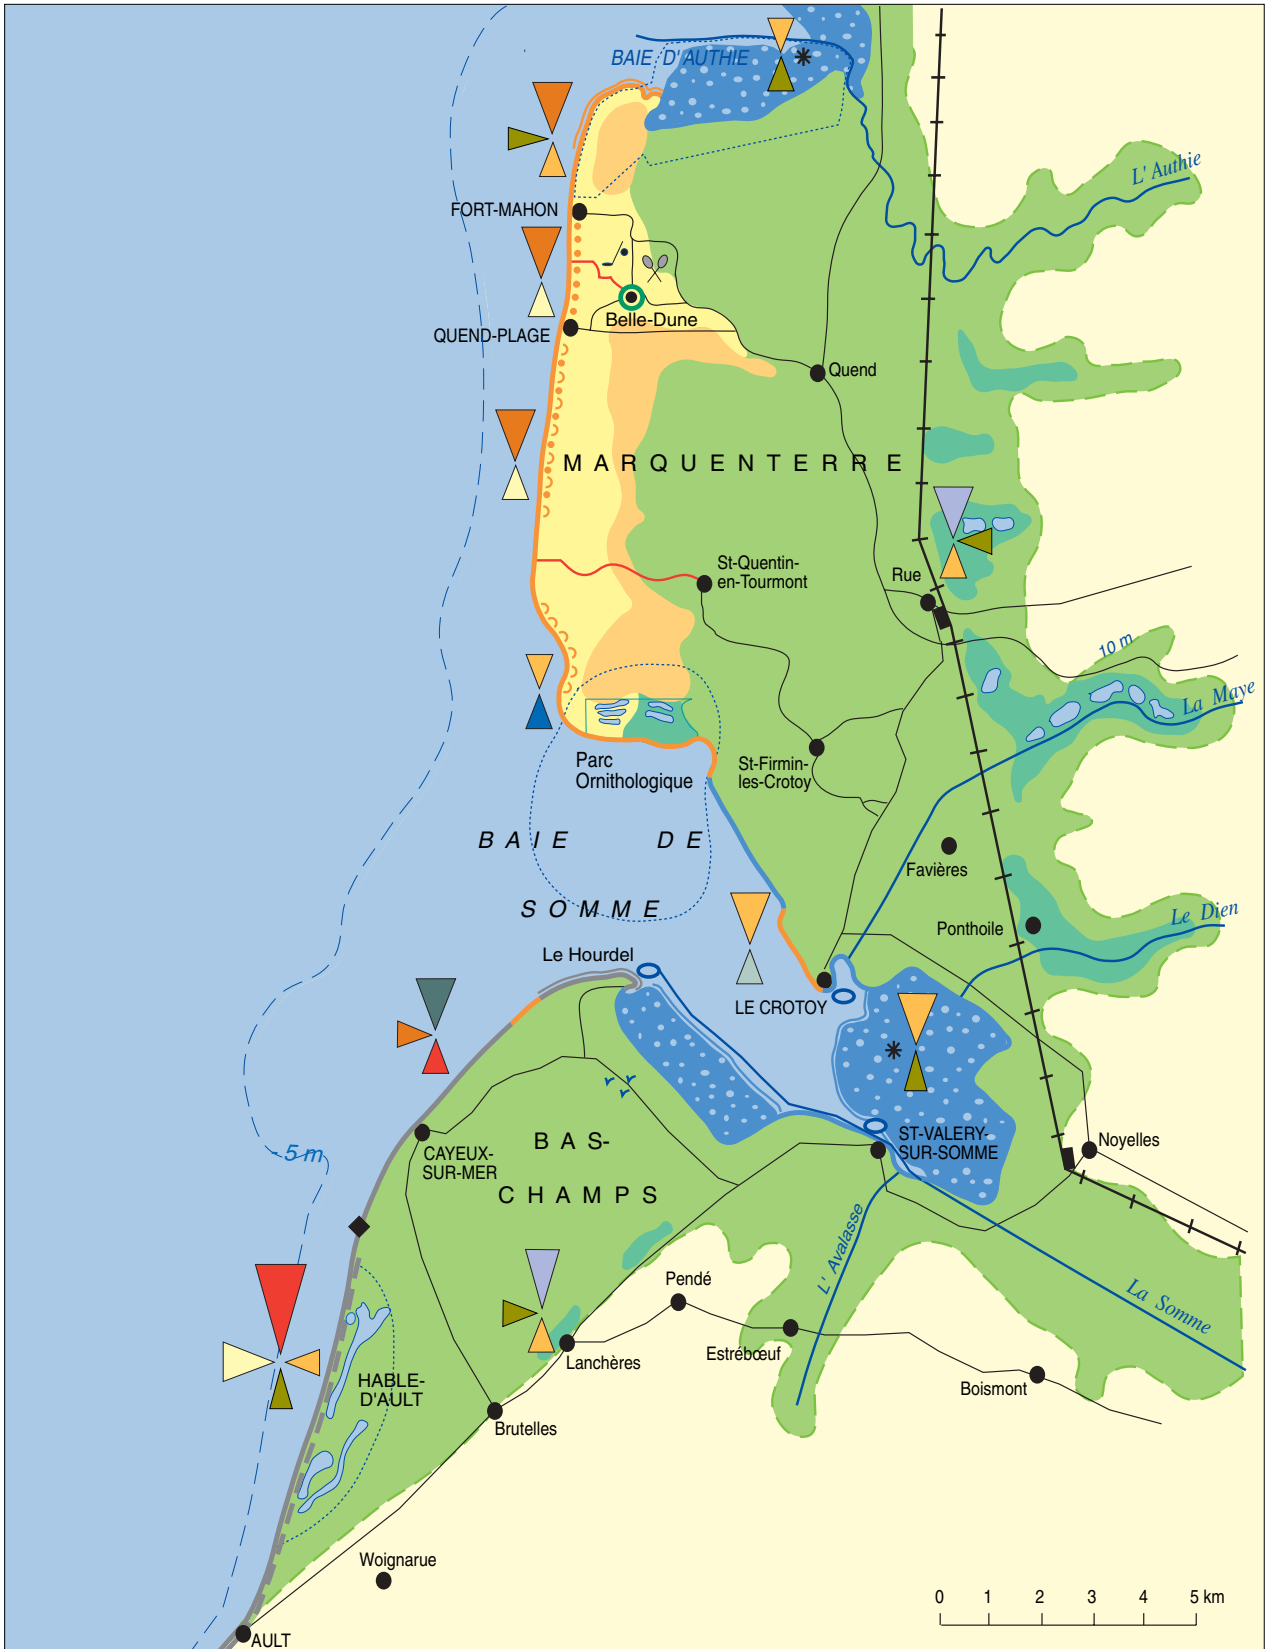 BAIE D'AUTHIE
L'Authie
FORT-MAHON
Belle-Dune
QUEND-PLAGE
Quend
MARQUENTERRE
St-Quentin-
en-Tourmont
Rue
10 m
La Maye
Parc
Ornithologique
St-Firmin-
les-Crotoy
BAIE DE
SOMME
Favières
Ponthoile
Le Dien
Le Hourdel
LE CROTOY
CAYEUX-
SUR-MER
BAS-
CHAMPS
ST-VALERY-
SUR-SOMME
Noyelles
- 5 m
L' Avalasse
La Somme
Pendé
Estrébœuf
Lanchères
Boismont
HABLE-
D'AULT
Brutelles
Woignarue
AULT
0 1 2 3 4 5 km